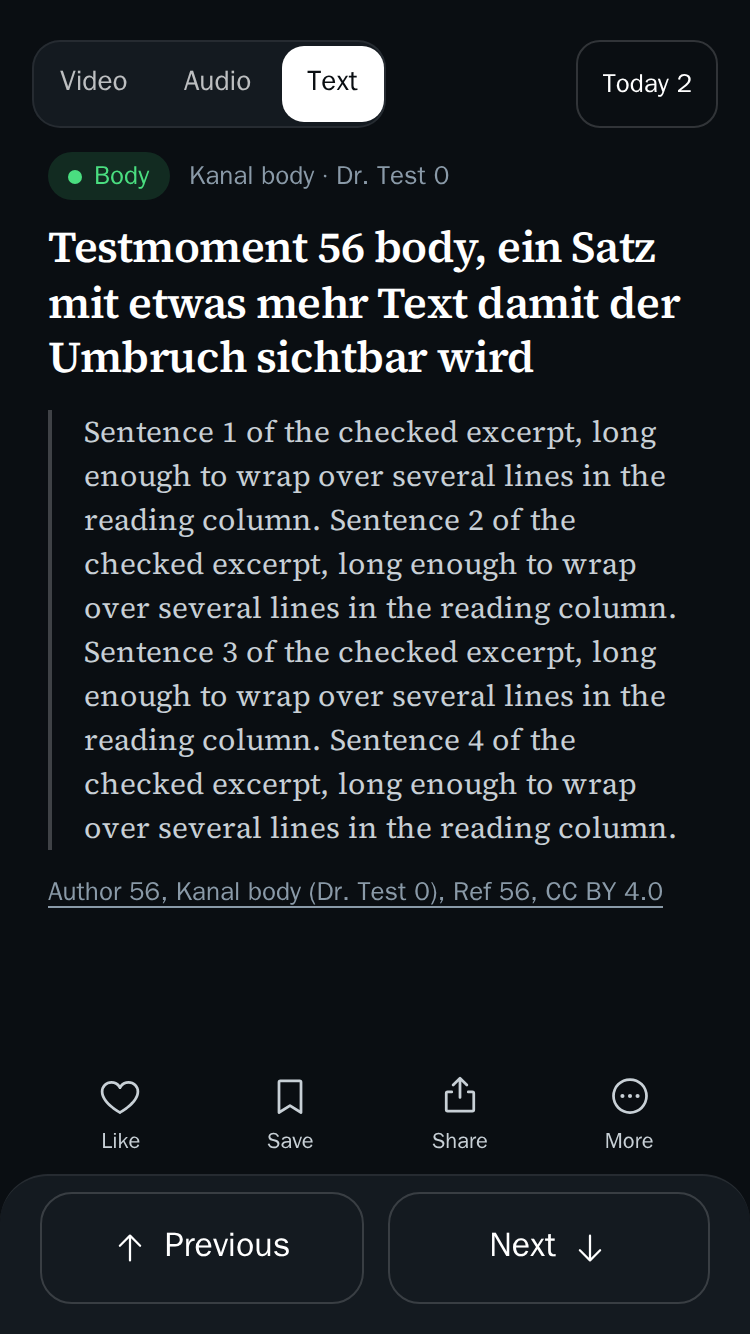 Video Audio Text Today 2
Body Kanal body · Dr. Test 0
Testmoment 56 body, ein Satz
mit etwas mehr Text damit der
Umbruch sichtbar wird
Sentence 1 of the checked excerpt, long
enough to wrap over several lines in the
reading column. Sentence 2 of the
checked excerpt, long enough to wrap
over several lines in the reading column.
Sentence 3 of the checked excerpt, long
enough to wrap over several lines in the
reading column. Sentence 4 of the
checked excerpt, long enough to wrap
over several lines in the reading column.
Author 56, Kanal body (Dr. Test 0), Ref 56, CC BY 4.0
Like Save Share More
Previous Next